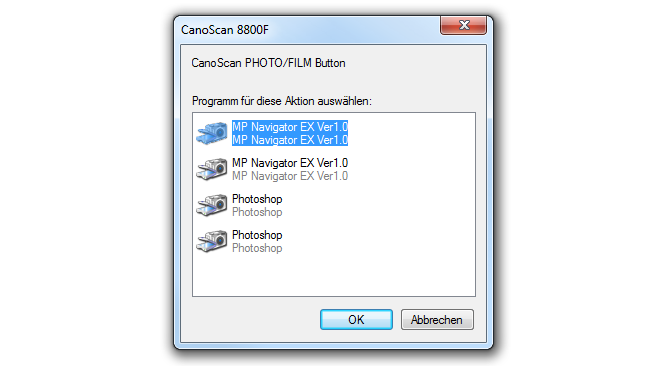 CanoScan 8800F
CanoScan PHOTO/FILM Button
Programm für diese Aktion auswählen:
MP Navigator EX Ver1.0
MP Navigator EX Ver1.0
MP Navigator EX Ver1.0
MP Navigator EX Ver1.0
Photoshop
Photoshop
Photoshop
Photoshop
OK Abbrechen